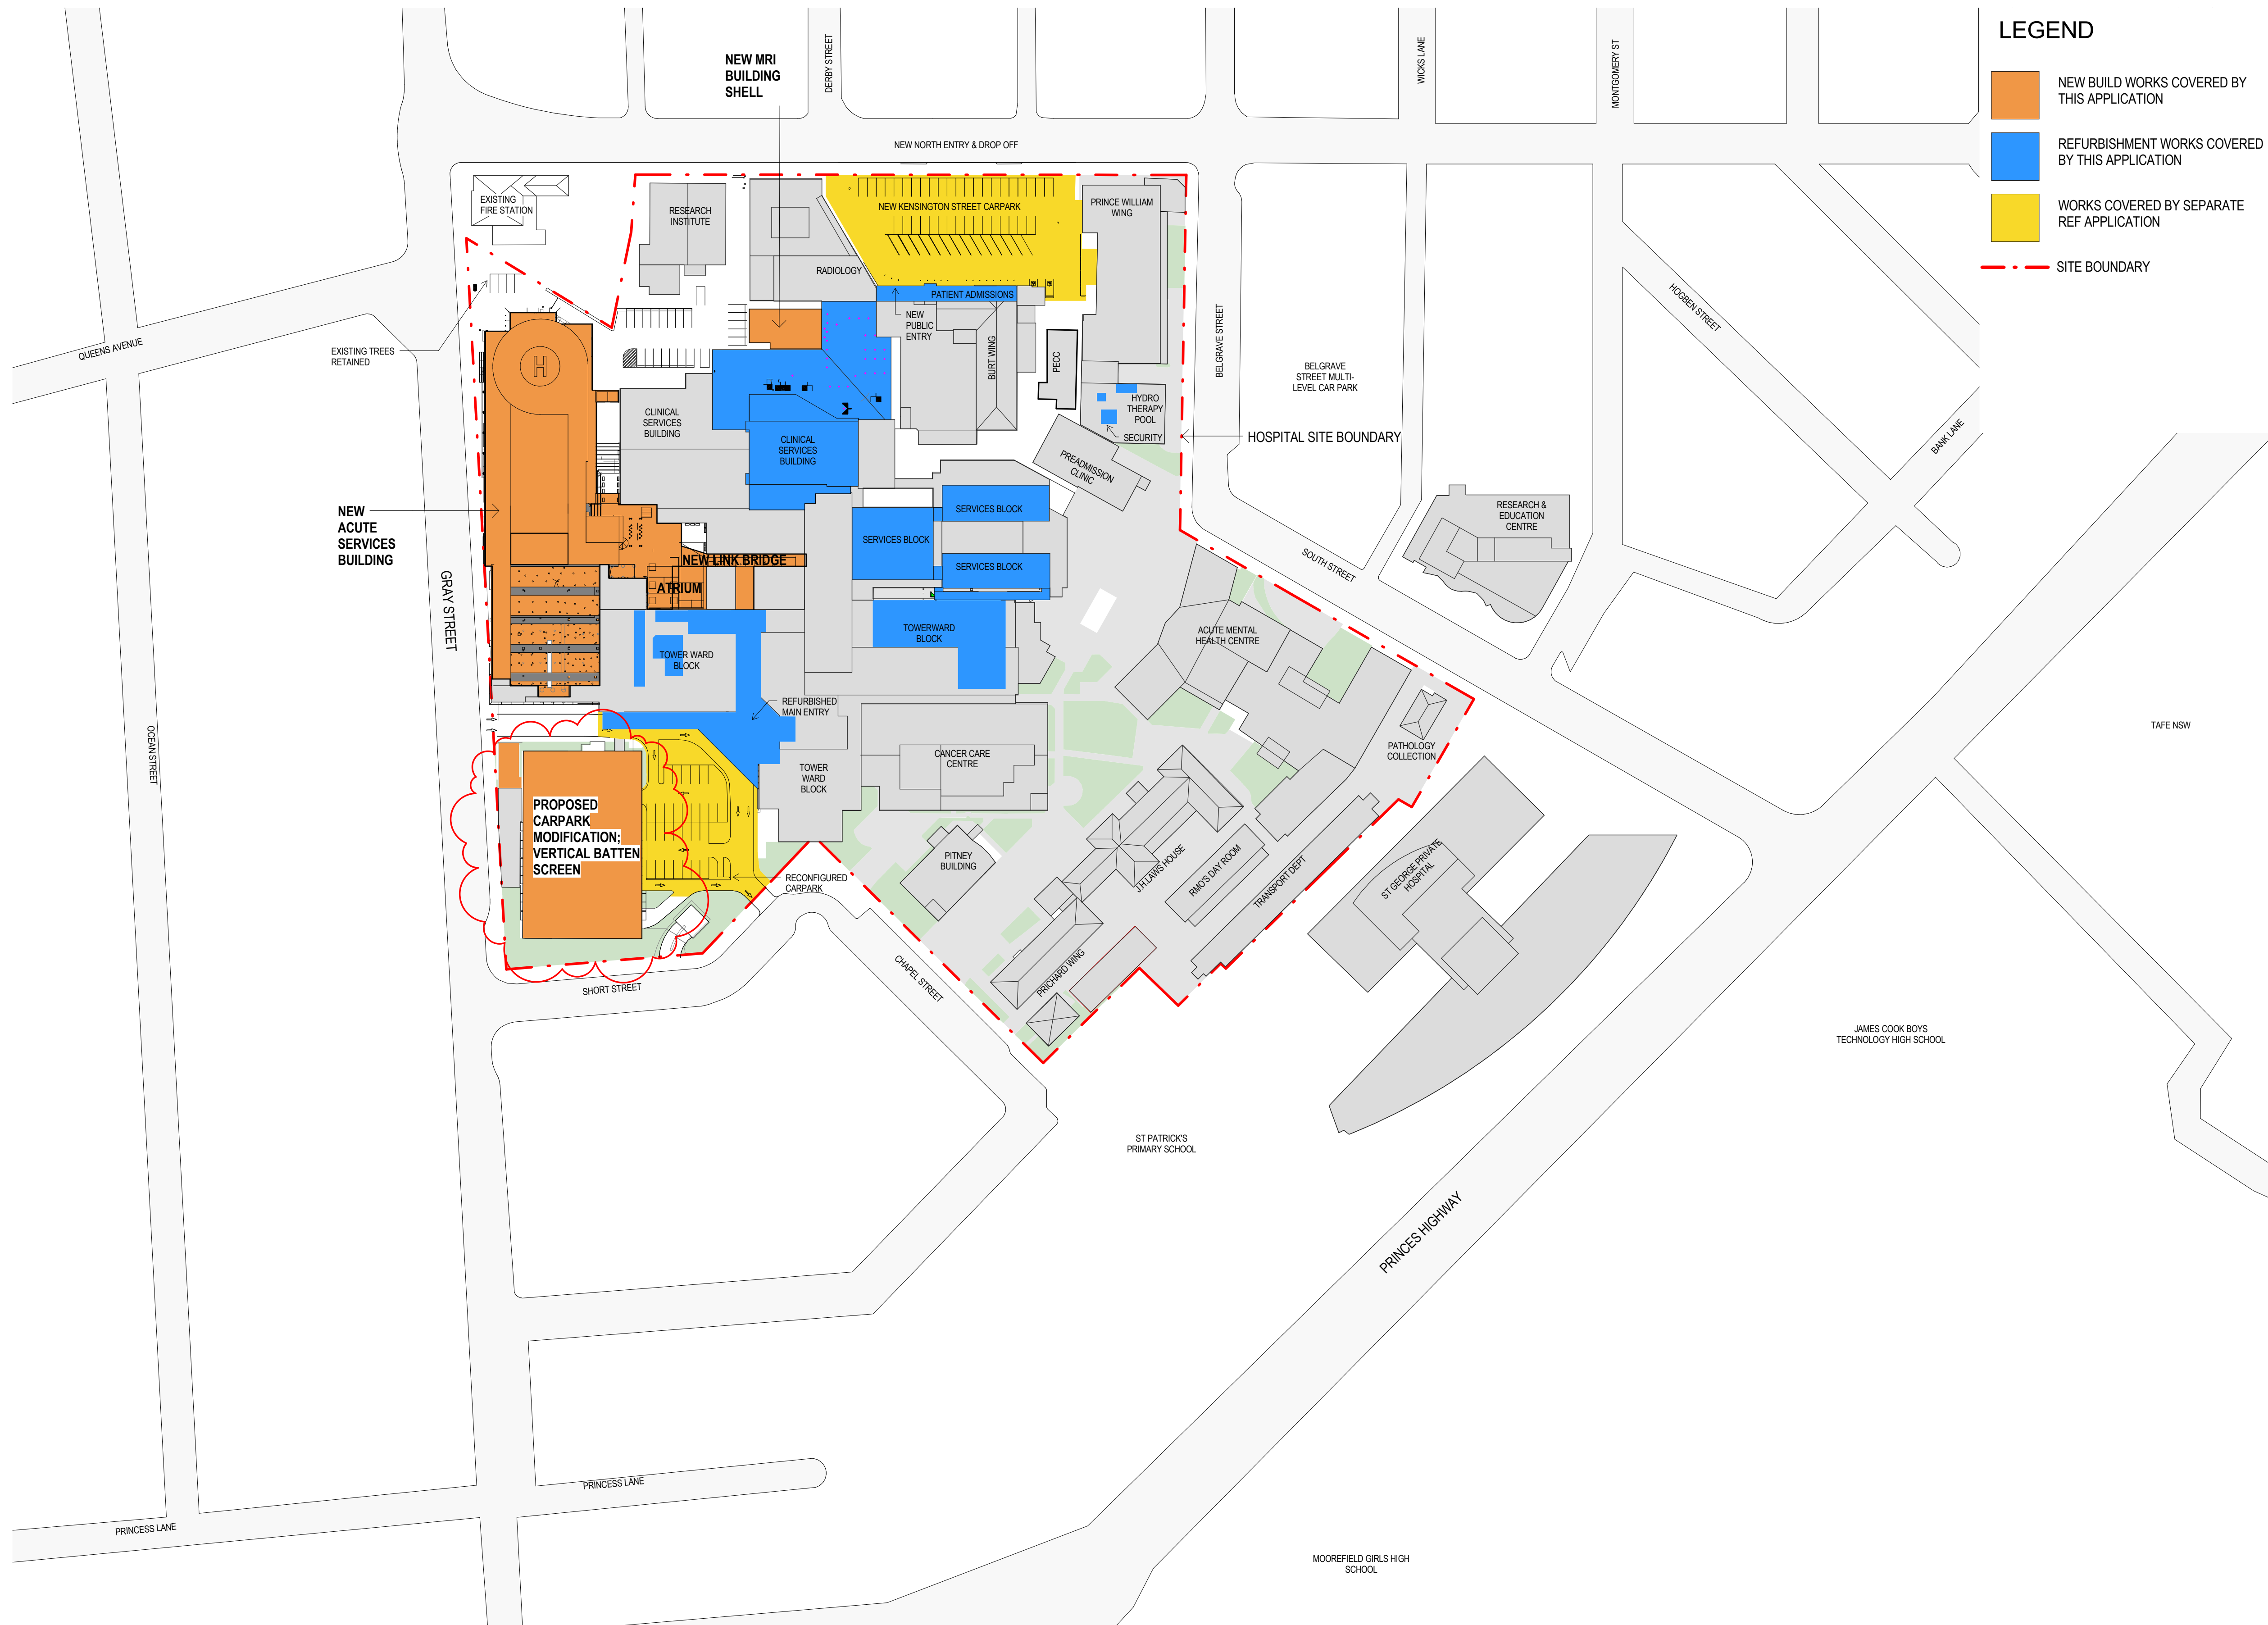 LEGEND
NEW BUILD WORKS COVERED BY
THIS APPLICATION
REFURBISHMENT WORKS COVERED
BY THIS APPLICATION
WORKS COVERED BY SEPARATE
REF APPLICATION
SITE BOUNDARY
NEW MRI
BUILDING
SHELL
DERBY STREET
WICKS LANE
MONTGOMERY ST
NEW NORTH ENTRY & DROP OFF
EXISTING
FIRE STATION
RESEARCH
INSTITUTE
NEW KENSINGTON STREET CARPARK
PRINCE WILLIAM
WING
RADIOLOGY
PATIENT ADMISSIONS
NEW
PUBLIC
ENTRY
BURT WING
PECC
BELGRAVE STREET
BELGRAVE
STREET MULTI-
LEVEL CAR PARK
HOGBEN STREET
BANK LANE
QUEENS AVENUE
EXISTING TREES
RETAINED
H
CLINICAL
SERVICES
BUILDING
CLINICAL
SERVICES
BUILDING
HYDRO
THERAPY
POOL
SECURITY
HOSPITAL SITE BOUNDARY
PREADMISSION
CLINIC
NEW
ACUTE
SERVICES
BUILDING
SERVICES BLOCK
SERVICES BLOCK
SERVICES BLOCK
RESEARCH &
EDUCATION
CENTRE
NEW LINK BRIDGE
ATRIUM
GRAY STREET
SOUTH STREET
TOWERWARD
BLOCK
TOWER WARD
BLOCK
ACUTE MENTAL
HEALTH CENTRE
REFURBISHED
MAIN ENTRY
OCEAN STREET
CANCER CARE
CENTRE
TOWER
WARD
BLOCK
PATHOLOGY
COLLECTION
TAFE NSW
PROPOSED
CARPARK
MODIFICATION;
VERTICAL BATTEN
SCREEN
RECONFIGURED
CARPARK
PITNEY
BUILDING
J.H LAWS HOUSE
RMO'S DAY ROOM
TRANSPORT DEPT
ST GEORGE PRIVATE
HOSPITAL
PRICHARD WING
CHAPEL STREET
SHORT STREET
JAMES COOK BOYS
TECHNOLOGY HIGH SCHOOL
ST PATRICK'S
PRIMARY SCHOOL
PRINCES HIGHWAY
PRINCESS LANE
PRINCESS LANE
MOOREFIELD GIRLS HIGH
SCHOOL